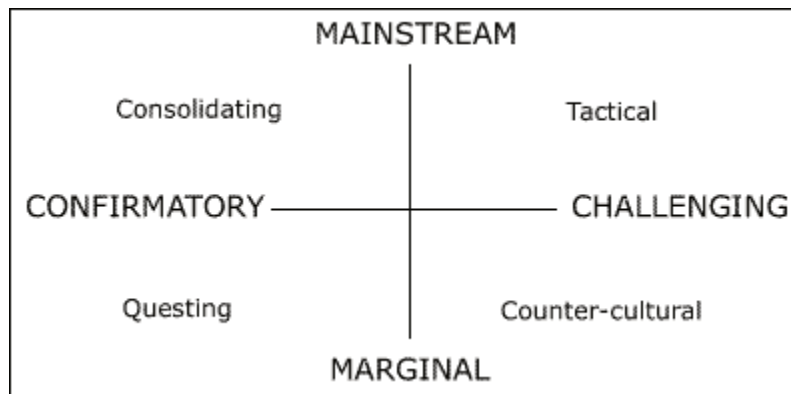 MAINSTREAM
Consolidating
Tactical
CONFIRMATORY
CHALLENGING
Questing
Counter-cultural
MARGINAL